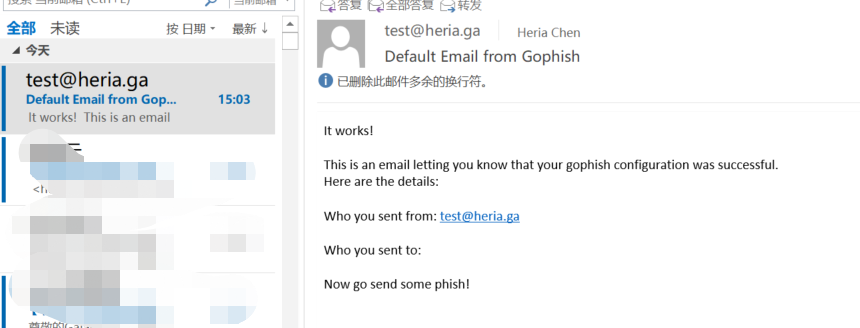 搜索 当前邮箱 (Ctrl+E)
当前邮箱
全部 未读
按 日期
最新 ↓
今天
test@heria.ga
Default Email from Gop...
15:03
It works! This is an email
<h
尊敬的
答复 全部答复 转发
test@heria.ga
Heria Chen
Default Email from Gophish
已删除此邮件多余的换行符。
It works!
This is an email letting you know that your gophish configuration was successful.
Here are the details:
Who you sent from: test@heria.ga
Who you sent to:
Now go send some phish!